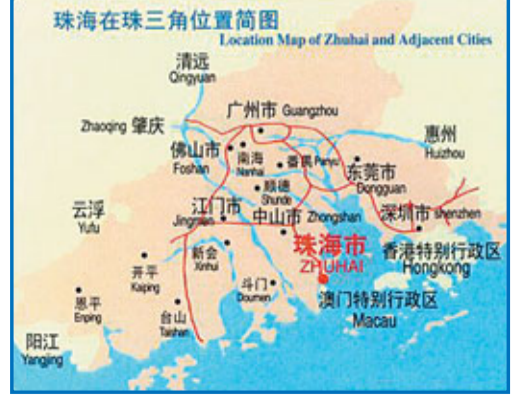 珠海在珠三角位置简图
Location Map of Zhuhai and Adjacent Cities
清远
Qingyuan
广州市 Guangzhou
Zhaoqing 肇庆
惠州
Huizhou
佛山市
Foshan
南海
Nanhai
番禺 Panyu
东莞市
Dongguan
顺德
Shunde
云浮
Yufu
江门市
Jingmen
中山市 Zhongshan
深圳市 shenzhen
新会
Xinhui
珠海市
ZHUHAI
香港特别行政区
Hongkong
开平
Kaiping
斗门
Doumen
恩平
Enping
台山
Taishan
澳门特别行政区
Macau
阳江
Yangjing